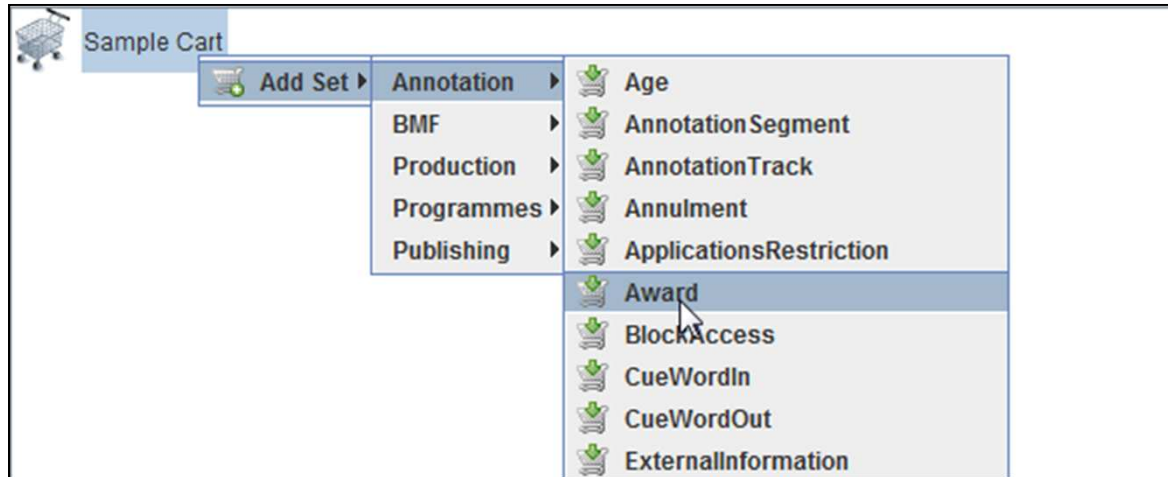 Sample Cart
Add Set
Annotation
BMF
Production
Programmes
Publishing
Age
AnnotationSegment
AnnotationTrack
Annulment
ApplicationsRestriction
Award
BlockAccess
CueWordIn
CueWordOut
ExternalInformation